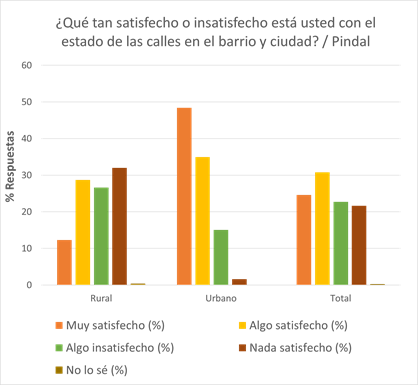 ¿Qué tan satisfecho o insatisfecho está usted con el
estado de las calles en el barrio y ciudad? / Pindal
60
50
40
30
20
10
0
% Respuestas
Rural
Urbano
Total
Muy satisfecho (%)
Algo satisfecho (%)
Algo insatisfecho (%)
Nada satisfecho (%)
No lo sé (%)